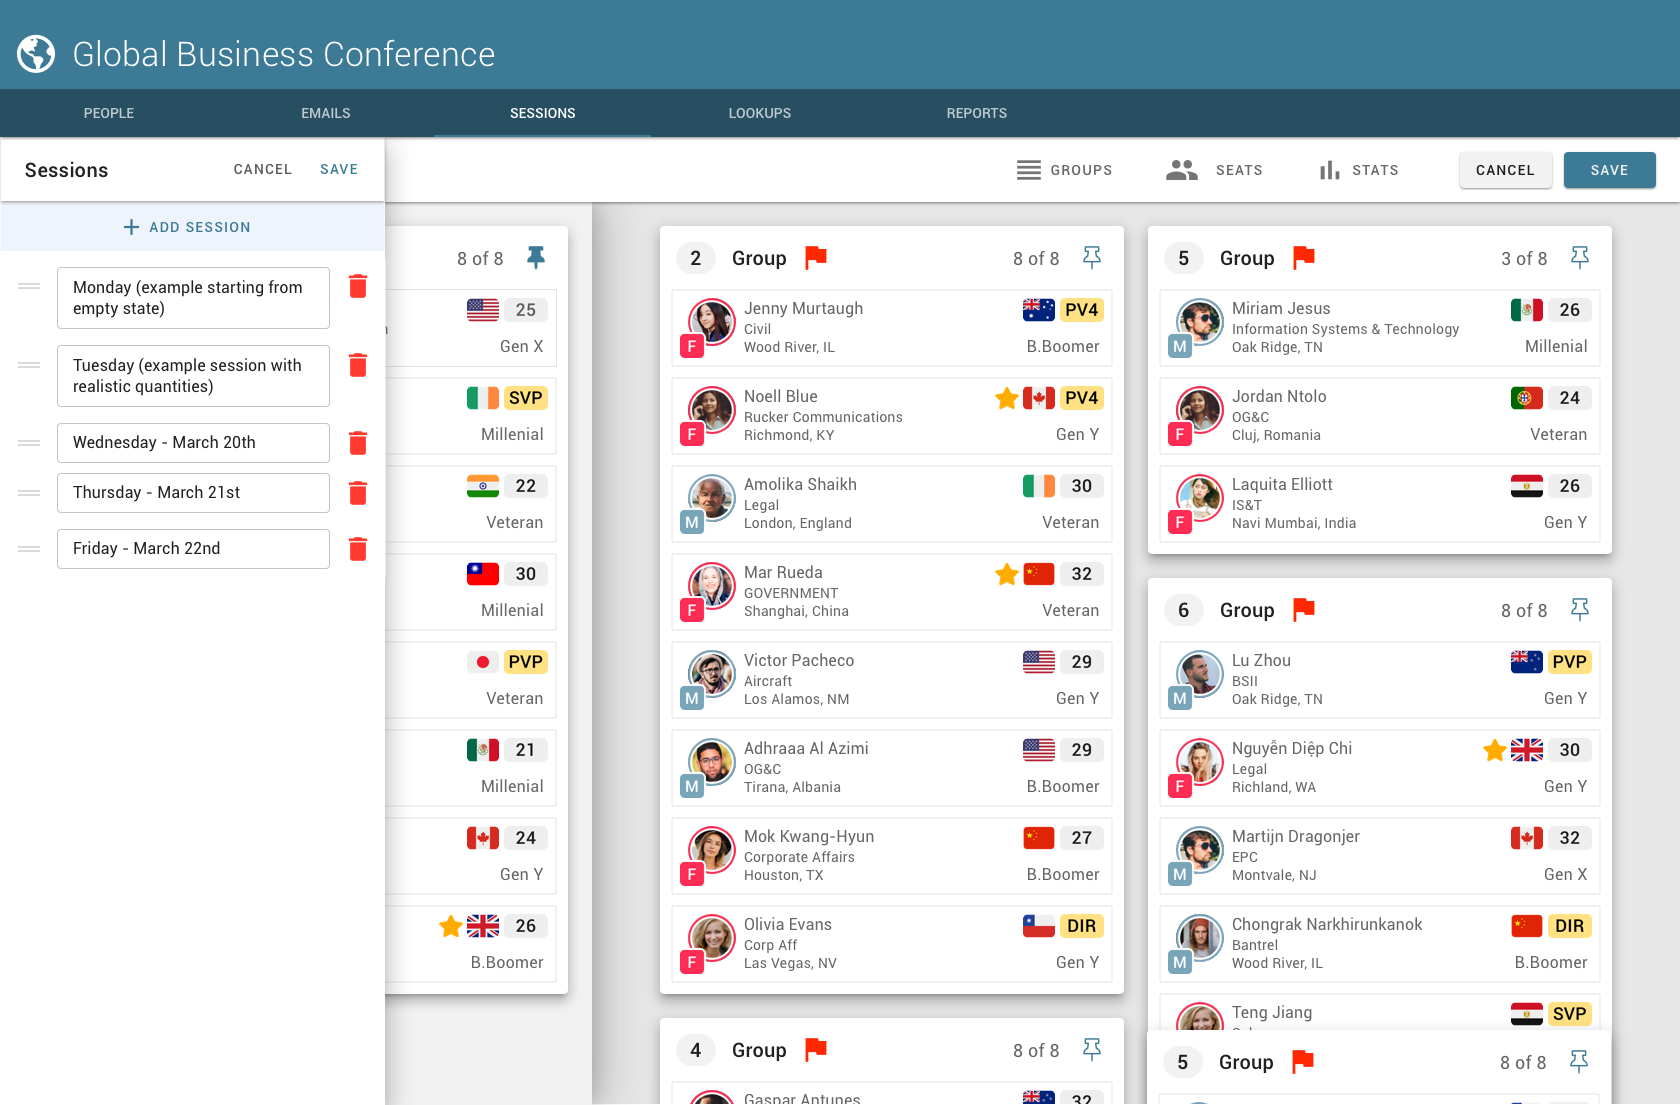 Global Business Conference
PEOPLE
EMAILS
SESSIONS
LOOKUPS
REPORTS
Sessions
CANCEL
SAVE
GROUPS
SEATS
STATS
CANCEL
SAVE
ADD SESSION
Monday (example starting from
empty state)
Tuesday (example session with
realistic quantities)
Wednesday - March 20th
Thursday - March 21st
Friday - March 22nd
8 of 8
25
Gen X
SVP
Millenial
22
Veteran
30
Millenial
PVP
Veteran
21
Millenial
24
Gen Y
26
B.Boomer
2 Group 8 of 8
Jenny Murtaugh PV4
Civil
F Wood River, IL B.Boomer
Noell Blue PV4
Rucker Communications
F Richmond, KY Gen Y
Amolika Shaikh 30
Legal
M London, England Veteran
Mar Rueda 32
GOVERNMENT
F Shanghai, China Veteran
Victor Pacheco 29
Aircraft
M Los Alamos, NM Gen Y
Adhraaa Al Azimi 29
OG&C
M Tirana, Albania B.Boomer
Mok Kwang-Hyun 27
Corporate Affairs
F Houston, TX B.Boomer
Olivia Evans DIR
Corp Aff
F Las Vegas, NV Gen Y
4 Group 8 of 8
Gaspar Antunes 32
5 Group 3 of 8
Miriam Jesus 26
Information Systems & Technology
M Oak Ridge, TN Millenial
Jordan Ntolo 24
OG&C
F Cluj, Romania Veteran
Laquita Elliott 26
IS&T
F Navi Mumbai, India Gen Y
6 Group 8 of 8
Lu Zhou PVP
BSII
M Oak Ridge, TN Gen Y
Nguyễn Diệp Chi 30
Legal
F Richland, WA Gen Y
Martijn Dragonjer 32
EPC
M Montvale, NJ Gen X
Chongrak Narkhirunkanok DIR
Bantrel
M Wood River, IL B.Boomer
Teng Jiang SVP
5 Group 8 of 8